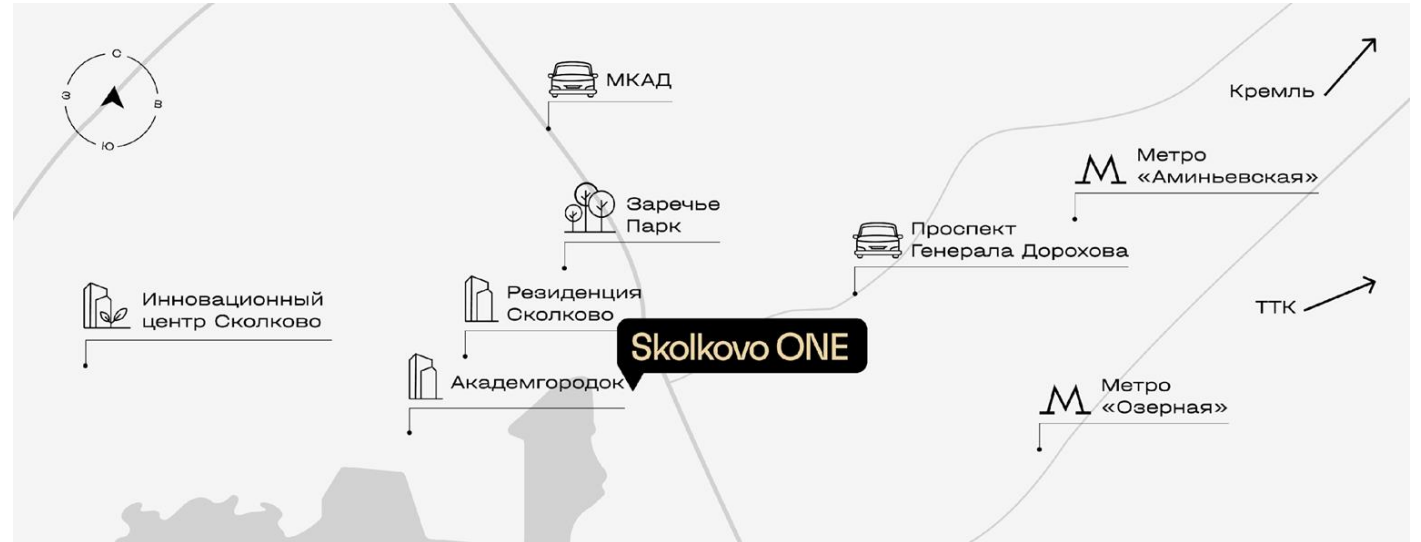 С
З
В
Ю
МКАД
Кремль
Метро
«Аминьевская»
Заречье
Парк
Проспект
Генерала Дорохова
Инновационный
центр Сколково
Резиденция
Сколково
ТТК
Skolkovo ONE
Академгородок
Метро
«Озерная»